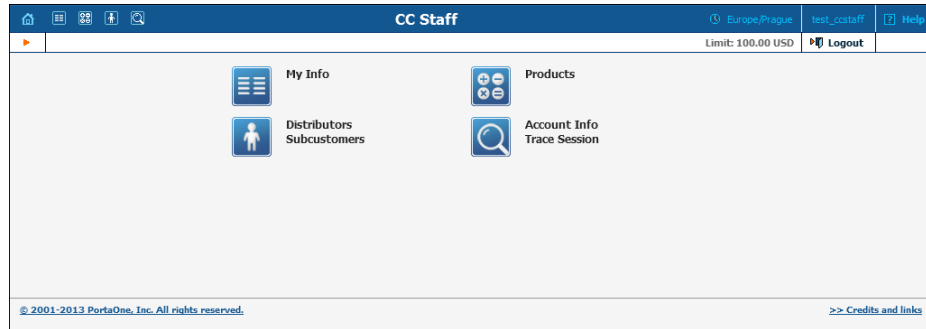 CC Staff
Europe/Prague
test_ccstaff
? Help
Limit: 100.00 USD
Logout
My Info
Products
Distributors
Subcustomers
Account Info
Trace Session
© 2001-2013 PortaOne, Inc. All rights reserved.
>> Credits and links